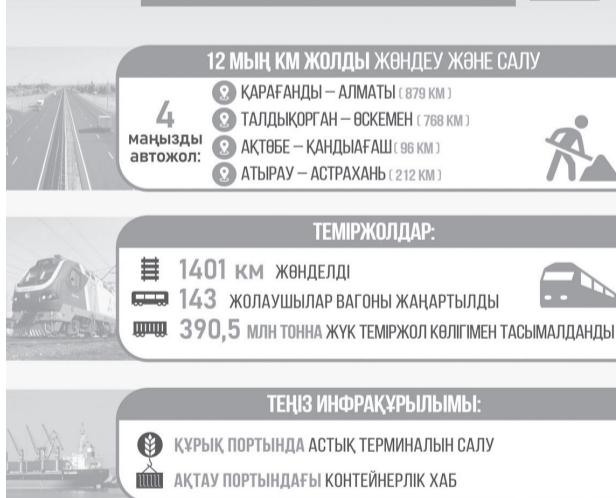 12 МЫҢ КМ ЖОЛДЫ ЖӨНДЕУ ЖӘНЕ САЛУ
4 маңызды автожол:
ҚАРАҒАНДЫ – АЛМАТЫ (879 КМ)
ТАЛДЫҚОРГАН – ӨСКЕМЕН (768 КМ)
АҚТӨБЕ – ҚАНДЫАҒАШ (96 КМ)
АТЫРАУ – АСТРАХАНЬ (212 КМ)
ТЕМІРЖОЛДАР:
1401 КМ ЖӨНДЕЛДІ
143 ЖОЛАУШЫЛАР ВАГОНЫ ЖАҢАРТЫЛДЫ
390,5 МЛН ТОННА ЖҮК ТЕМІРЖОЛ КӨЛІГІМЕН ТАСЫМАЛДАНДЫ
ТЕҢІЗ ИНФРАҚҰРЫЛЫМЫ:
ҚҰРЫҚ ПОРТЫНДА АСТЫҚ ТЕРМИНАЛЫН САЛУ
АҚТАУ ПОРТЫНДАҒЫ КОНТЕЙНЕРЛІК ХАБ